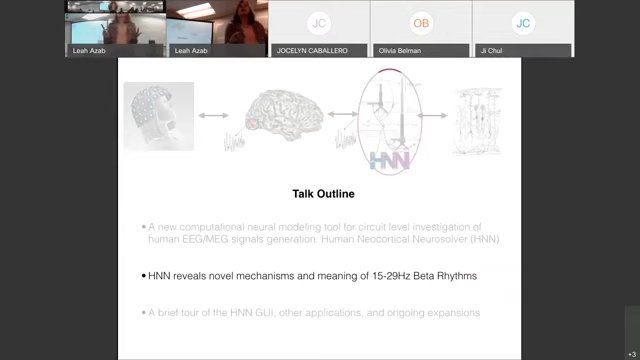 JC
OB
JC
Leah Azab
Leah Azab
JOCELYN CABALLERO
Olivia Belman
Ji Chul
HNN
Talk Outline
• A new computational neural modeling tool for circuit level investigation of
human EEG/MEG signals generation: Human Neocortical Neurosolver (HNN)
• HNN reveals novel mechanisms and meaning of 15-29Hz Beta Rhythms
• A brief tour of the HNN GUI, other applications, and ongoing expansions
+3